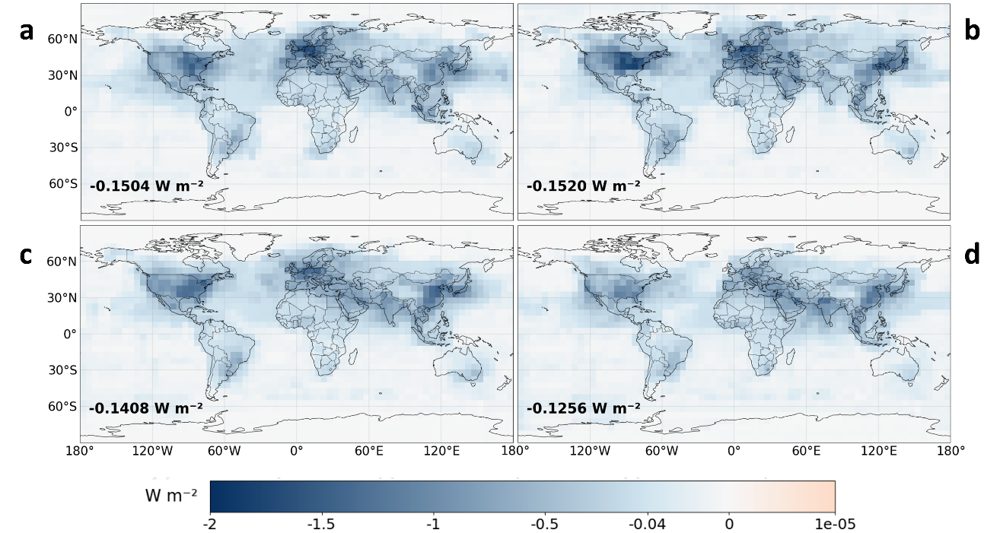 a
b
60°N
30°N
0°
30°S
60°S
-0.1504 W m⁻²
-0.1520 W m⁻²
c
d
60°N
30°N
0°
30°S
60°S
-0.1408 W m⁻²
-0.1256 W m⁻²
180° 120°W 60°W 0° 60°E 120°E 180° 120°W 60°W 0° 60°E 120°E 180°
W m⁻²
-2 -1.5 -1 -0.5 -0.04 0 1e-05